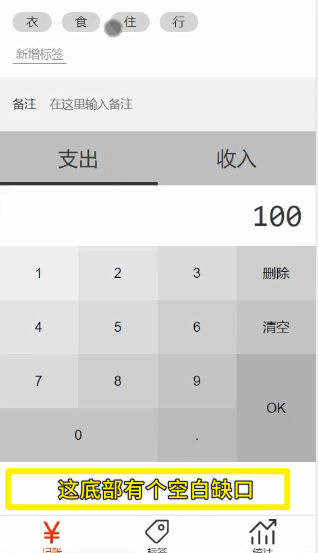 衣 食 住 行
新增标签
备注 在这里输入备注
支出 收入
100
1 2 3 删除
4 5 6 清空
7 8 9
OK
0 .
这底部有个空白缺口
记账 标签 统计